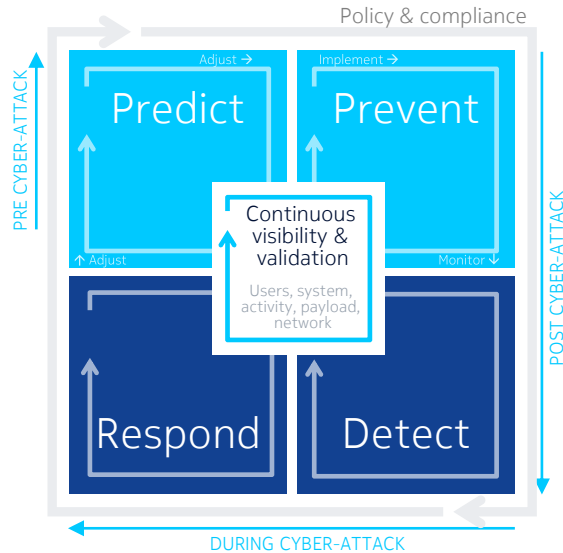 Policy & compliance
Adjust →
Implement →
Predict
Prevent
PRE CYBER-ATTACK
Continuous
visibility &
validation
Users, system,
activity, payload,
network
↑ Adjust
Monitor ↓
POST CYBER-ATTACK
Respond
Detect
DURING CYBER-ATTACK